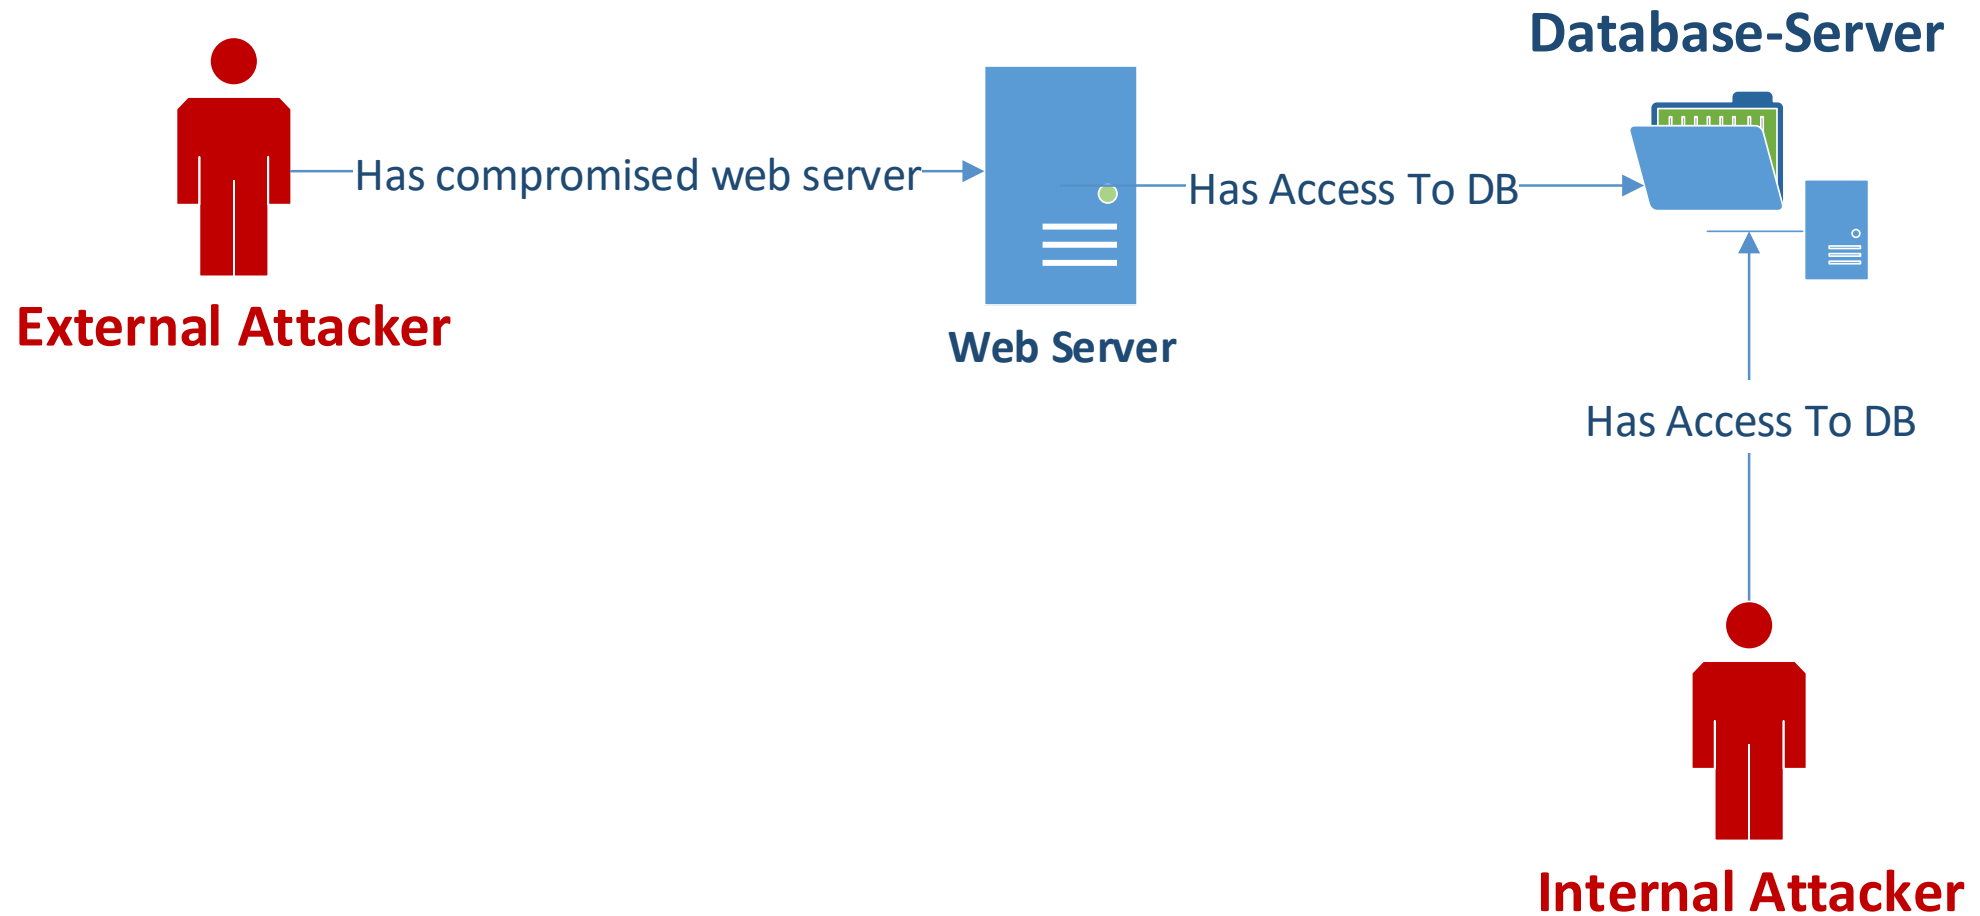 Database-Server
Has compromised web server
Has Access To DB
External Attacker
Web Server
Has Access To DB
Internal Attacker